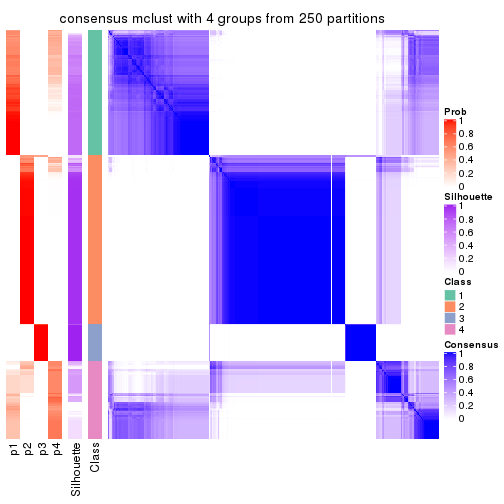 consensus mclust with 4 groups from 250 partitions
Prob
1
0.8
0.6
0.4
0.2
0
Silhouette
1
0.8
0.6
0.4
0.2
0
Class
1
2
3
4
Consensus
1
0.8
0.6
0.4
0.2
0
p1
p2
p3
p4
Silhouette
Class